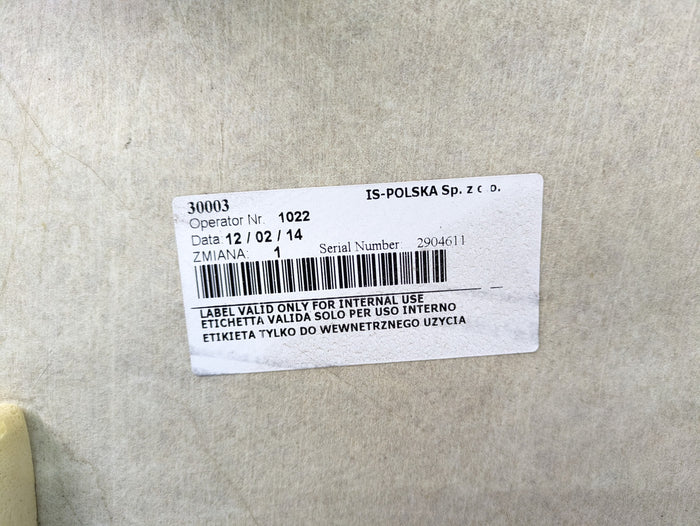 30003
IS-POLSKA Sp. z o.o.
Operator Nr. 1022
Data: 12 / 02 / 14
ZMIANA: 1 Serial Number: 2904611
LABEL VALID ONLY FOR INTERNAL USE
ETICHETTA VALIDA SOLO PER USO INTERNO
ETIKIETA TYLKO DO WEWNETRZNEGO UZYCIA